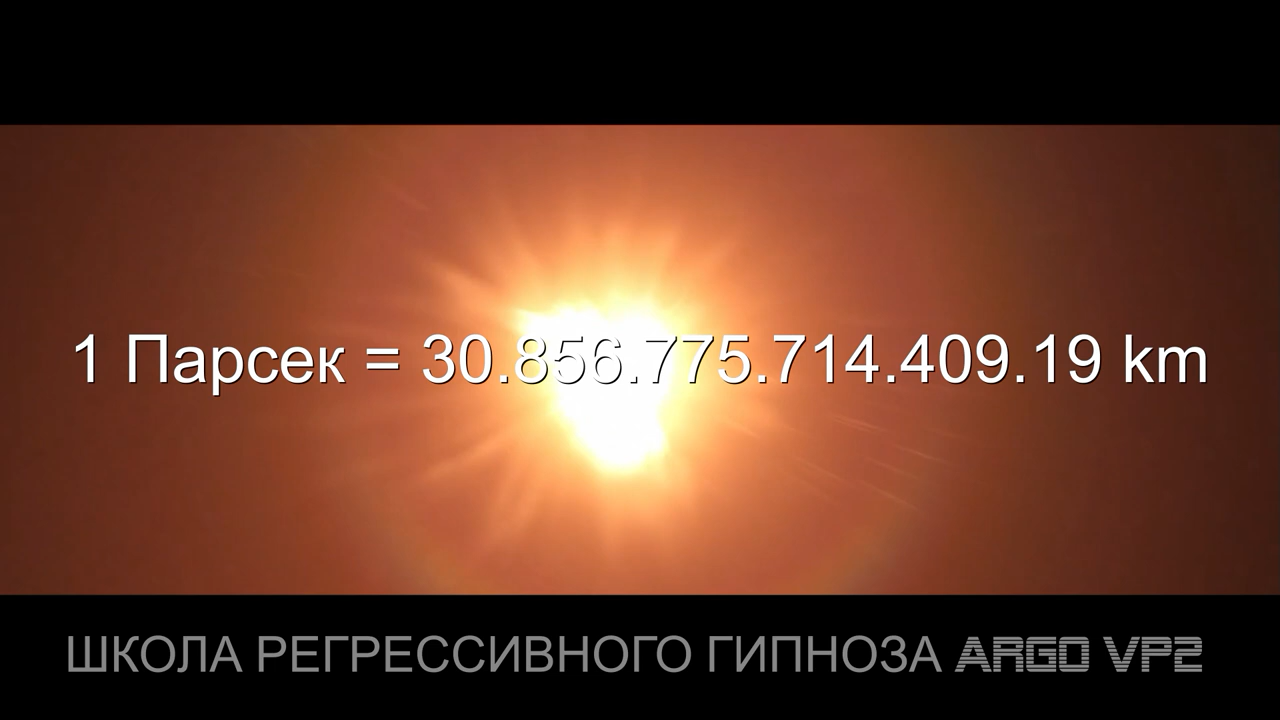 1 Парсек = 30.856.775.714.409.19 km
ШКОЛА РЕГРЕССИВНОГО ГИПНОЗА ARGO VP2